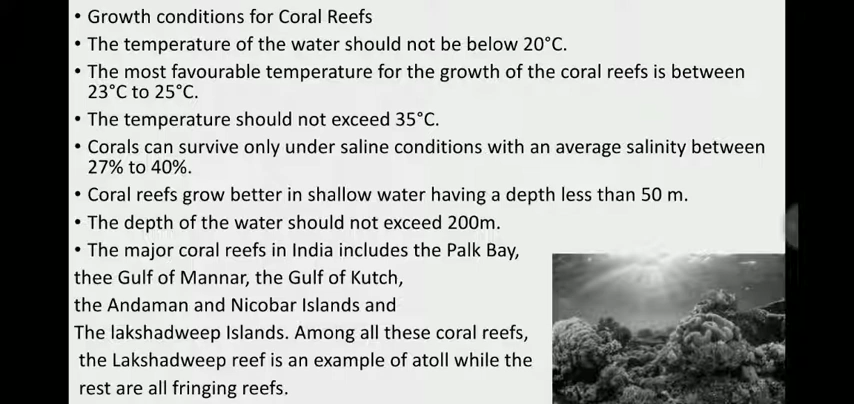 • Growth conditions for Coral Reefs
• The temperature of the water should not be below 20°C.
• The most favourable temperature for the growth of the coral reefs is between
23°C to 25°C.
• The temperature should not exceed 35°C.
• Corals can survive only under saline conditions with an average salinity between
27% to 40%.
• Coral reefs grow better in shallow water having a depth less than 50 m.
• The depth of the water should not exceed 200m.
• The major coral reefs in India includes the Palk Bay,
thee Gulf of Mannar, the Gulf of Kutch,
the Andaman and Nicobar Islands and
The lakshadweep Islands. Among all these coral reefs,
the Lakshadweep reef is an example of atoll while the
rest are all fringing reefs.